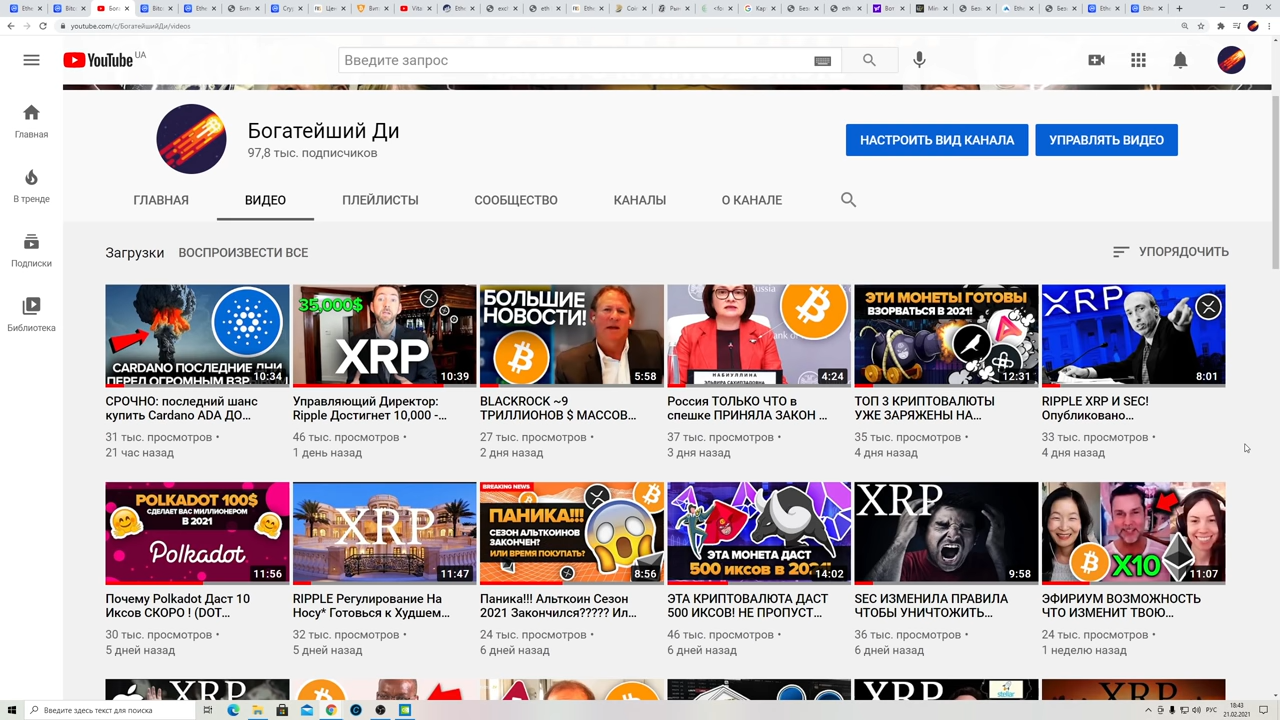 youtube.com/c/БогатейшийДи/videos
YouTube UA
Введите запрос
Главная
В тренде
Подписки
Библиотека
Богатейший Ди
97,8 тыс. подписчиков
НАСТРОИТЬ ВИД КАНАЛА
УПРАВЛЯТЬ ВИДЕО
ГЛАВНАЯ
ВИДЕО
ПЛЕЙЛИСТЫ
СООБЩЕСТВО
КАНАЛЫ
О КАНАЛЕ
Загрузки
ВОСПРОИЗВЕСТИ ВСЕ
УПОРЯДОЧИТЬ
CARDANO ПОСЛЕДНИЕ ДНИ
ПЕРЕД ОГРОМНЫМ
10:34
СРОЧНО: последний шанс
купить Cardano ADA ДО...
31 тыс. просмотров •
21 час назад
35,000$
XRP
10:39
Управляющий Директор:
Ripple Достигнет 10,000 -...
46 тыс. просмотров •
1 день назад
БОЛЬШИЕ
НОВОСТИ!
5:58
BLACKROCK ~9
ТРИЛЛИОНОВ $ МАССОВ...
27 тыс. просмотров •
2 дня назад
НАБИУЛЛИНА
ЭЛЬВИРА САХИПЗАДОВНА
4:24
Россия ТОЛЬКО ЧТО в
спешке ПРИНЯЛА ЗАКОН ...
37 тыс. просмотров •
3 дня назад
ЭТИ МОНЕТЫ ГОТОВЫ
ВЗОРВАТЬСЯ В 2021!
12:31
ТОП 3 КРИПТОВАЛЮТЫ
УЖЕ ЗАРЯЖЕНЫ НА...
35 тыс. просмотров •
4 дня назад
XRP
8:01
RIPPLE XRP И SEC!
Опубликовано...
33 тыс. просмотров •
4 дня назад
POLKADOT 100$
СДЕЛАЕТ ВАС МИЛЛИОНЕРОМ
В 2021
Polkadot
11:56
Почему Polkadot Даст 10
Иксов СКОРО ! (DOT...
30 тыс. просмотров •
5 дней назад
XRP
11:47
RIPPLE Регулирование На
Носу* Готовься к Худшем...
32 тыс. просмотров •
5 дней назад
BREAKING NEWS
ПАНИКА!!!
СЕЗОН АЛЬТКОИНОВ
ЗАКОНЧЕН?
ИЛИ ВРЕМЯ ПОКУПАТЬ?
8:56
Паника!!! Альткоин Сезон
2021 Закончился????? Ил...
24 тыс. просмотров •
6 дней назад
ЭТА МОНЕТА ДАСТ
500 ИКСОВ В
14:02
ЭТА КРИПТОВАЛЮТА ДАСТ
500 ИКСОВ! НЕ ПРОПУСТ...
46 тыс. просмотров •
6 дней назад
XRP
9:58
SEC ИЗМЕНИЛА ПРАВИЛА
ЧТОБЫ УНИЧТОЖИТЬ...
36 тыс. просмотров •
6 дней назад
X10
11:07
ЭФИРИУМ ВОЗМОЖНОСТЬ
ЧТО ИЗМЕНИТ ТВОЮ...
24 тыс. просмотров •
1 неделю назад
XRP
stellar
XRP
XRP
Введите здесь текст для поиска
РУС
18:43
21.02.2021